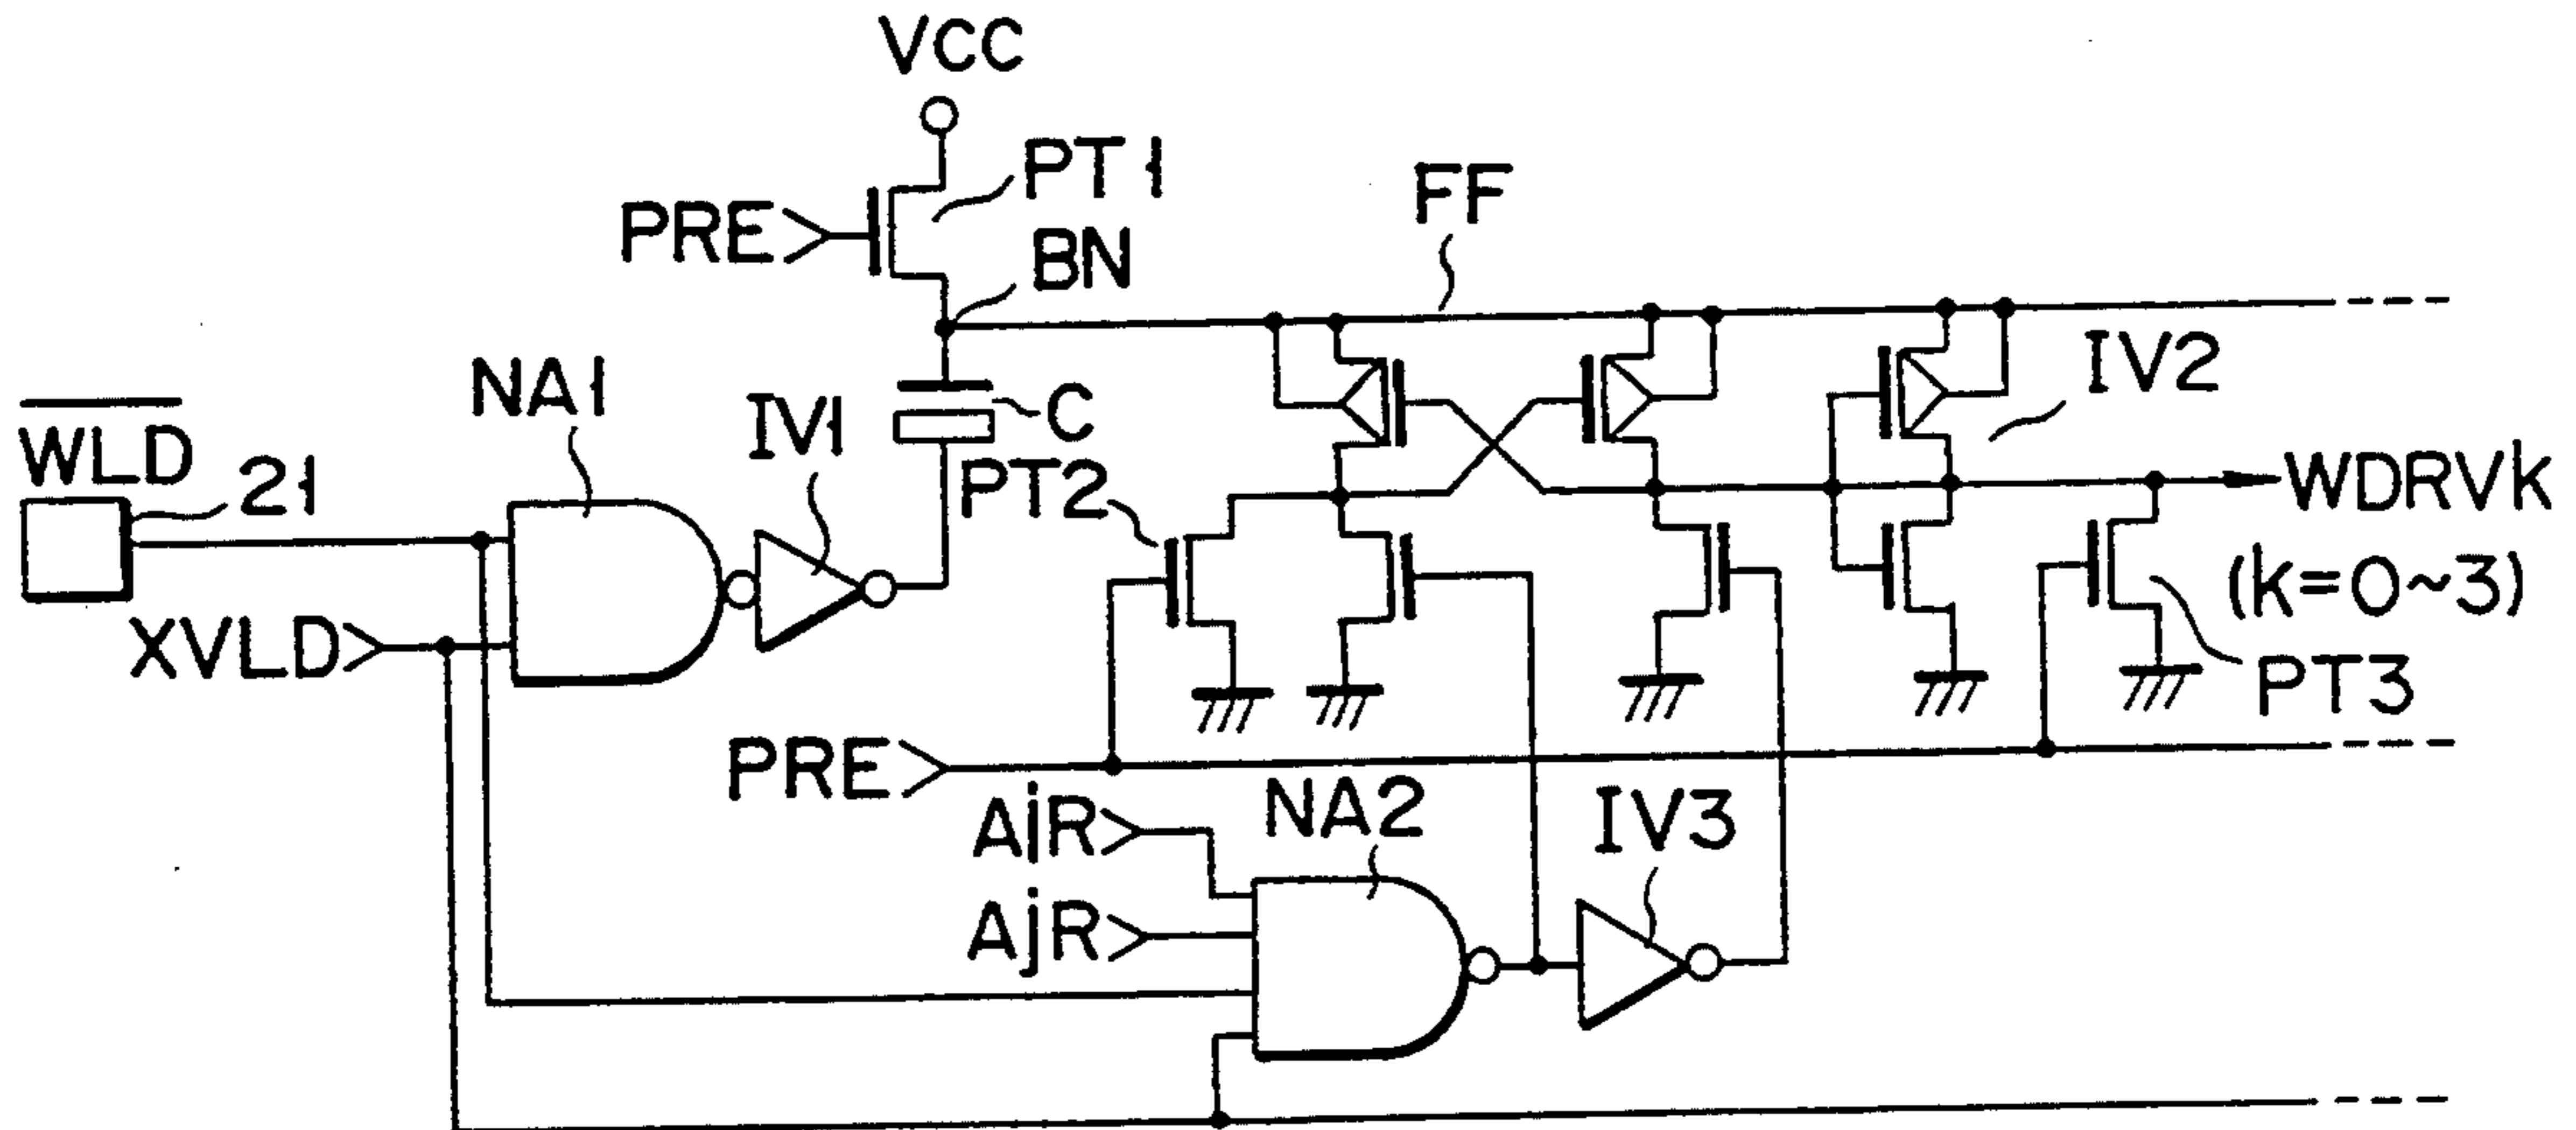 VCC
PT1
PRE
BN
FF
NA1
IV1
C
IV2
WLD
21
PT2
WDRVk
(k=0~3)
XVLD
PT3
PRE
AiR
NA2
IV3
AjR